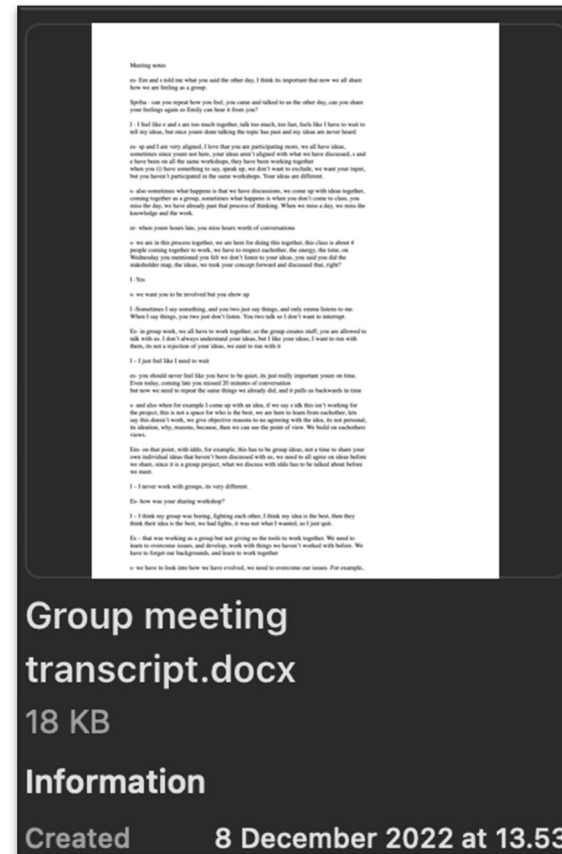 Meeting notes
es- Em and s told me what you said the other day, I think its important that now we all share
how we are feeling as a group.
Spriha - can you repeat how you feel, you came and talked to us the other day, can you share
your feelings again so Emily can hear it from you?
I - I feel like e and s are too much together, talk too much, too fast, feels like I have to wait to
tell my ideas, but once youre done talking the topic has past and my ideas are never heard
es- sp and I are very aligned, I love that you are participating more, we all have ideas,
sometimes since youre not here, your ideas aren't aligned with what we have discussed, s and
e have been on all the same workshops, they have been working together
when you (i) have something to say, speak up, we don't want to exclude, we want your input,
but you haven't participated in the same workshops. Your ideas are different.
s- also sometimes what happens is that we have discussions, we come up with ideas together,
coming together as a group, sometimes what happens is when you don't come to class, you
miss the day, we have already past that process of thinking. When we miss a day, we miss the
knowledge and the work.
er- when youre hours late, you miss hours worth of conversations
s- we are in this process together, we are here for doing this together, this class is about 4
people coming together to work, we have to respect eachother, the energy, the time, on
Wednesday you mentioned you felt we don't listen to your ideas, you said you did the
stakeholder map, the ideas, we took your concept forward and discussed that, right?
I -Yes
s- we want you to be involved but you show up
I -Sometimes I say something, and you two just say things, and only emma listens to me.
When I say things, you two just don't listen. You two talk so I don't want to interrupt.
Es- in group work, we all have to work together, so the group creates stuff, you are allowed to
talk with us. I don't always understand your ideas, but I like your ideas, I want to run with
them, its not a rejection of your ideas, we want to run with it
I – I just feel like I need to wait
es- you should never feel like you have to be quiet, its just really important youre on time.
Even today, coming late you missed 20 minutes of conversation
but now we need to repeat the same things we already did, and it pulls us backwards in time
s- and also when for example I come up with an idea, if we say s idk this isn't working for
the project, this is not a space for who is the best, we are here to learn from eachother, lets
say this doesn't work, we give objective reasons to no agreeing with the idea, its not personal,
its ideation, why, reasons, because, then we can see the point of view. We build on eachothers
views.
Em- on that point, with ideas, for example, this has to be group ideas, not a time to share your
own individual ideas that haven't been discussed with us, we need to all agree on ideas before
we share, since it is a group project, what we discuss with has to be talked about before
we meet.
I – I never work with groups, its very different.
Es- how was your sharing workshop?
I – I think my group was boring, fighting each other, I think my idea is the best, then they
think their idea is the best, we had fights, it was not what I wanted, so I just quit.
Es – that was working as a group but not giving us the tools to work together. We need to
learn to overcome issues, and develop, work with things we haven't worked with before. We
have to forget our backgrounds, and learn to work together
s- we have to look into how we have evolved, we need to overcome our issues. For example,
Group meeting
transcript.docx
18 KB
Information
Created 8 December 2022 at 13.53